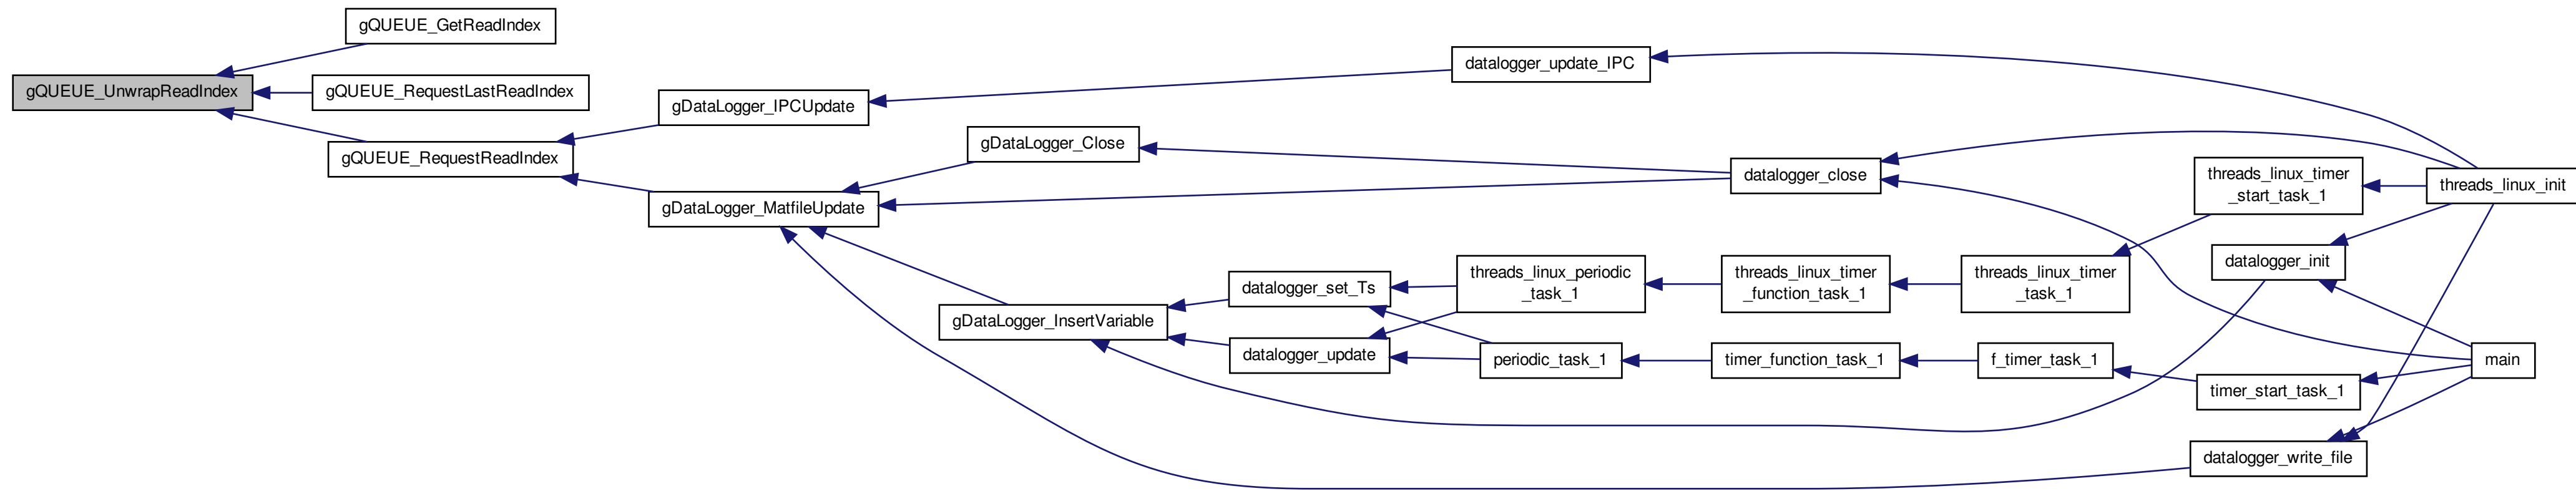 gQUEUE_UnwrapReadIndex
gQUEUE_GetReadIndex
gQUEUE_RequestLastReadIndex
gQUEUE_RequestReadIndex
gDataLogger_IPCUpdate
gDataLogger_MatfileUpdate
gDataLogger_Close
gDataLogger_InsertVariable
datalogger_set_Ts
datalogger_update
datalogger_update_IPC
threads_linux_periodic
_task_1
periodic_task_1
datalogger_close
threads_linux_timer
_function_task_1
timer_function_task_1
threads_linux_timer
_task_1
f_timer_task_1
threads_linux_timer
_start_task_1
datalogger_init
timer_start_task_1
datalogger_write_file
threads_linux_init
main